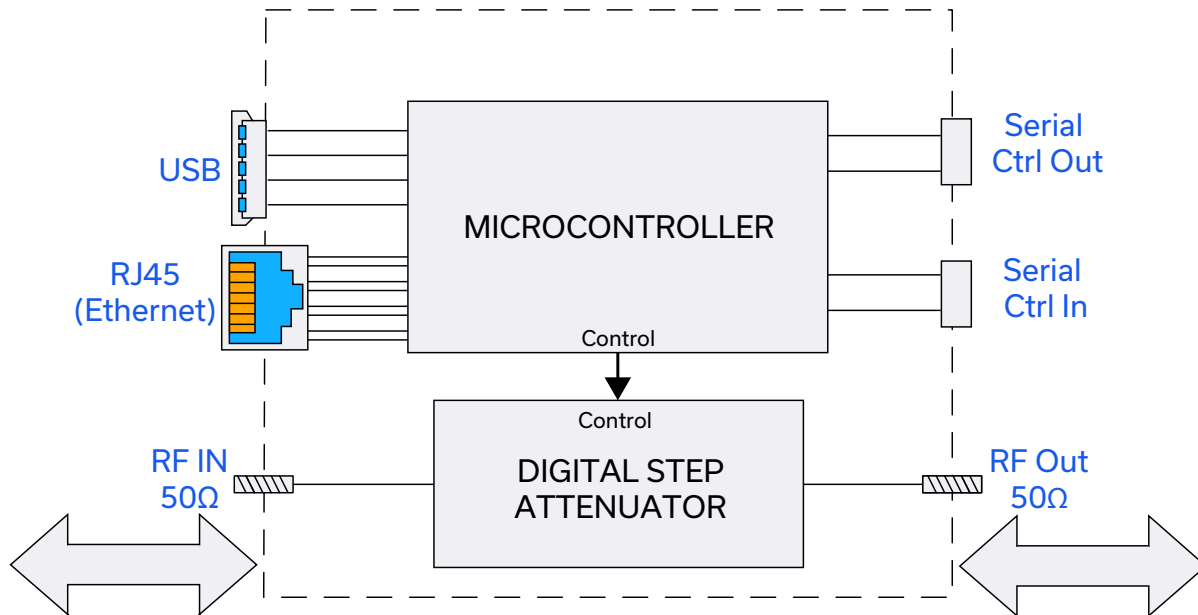 USB
RJ45
(Ethernet)
MICROCONTROLLER
Control
Serial
Ctrl Out
Serial
Ctrl In
Control
DIGITAL STEP
ATTENUATOR
RF IN
50Ω
RF Out
50Ω